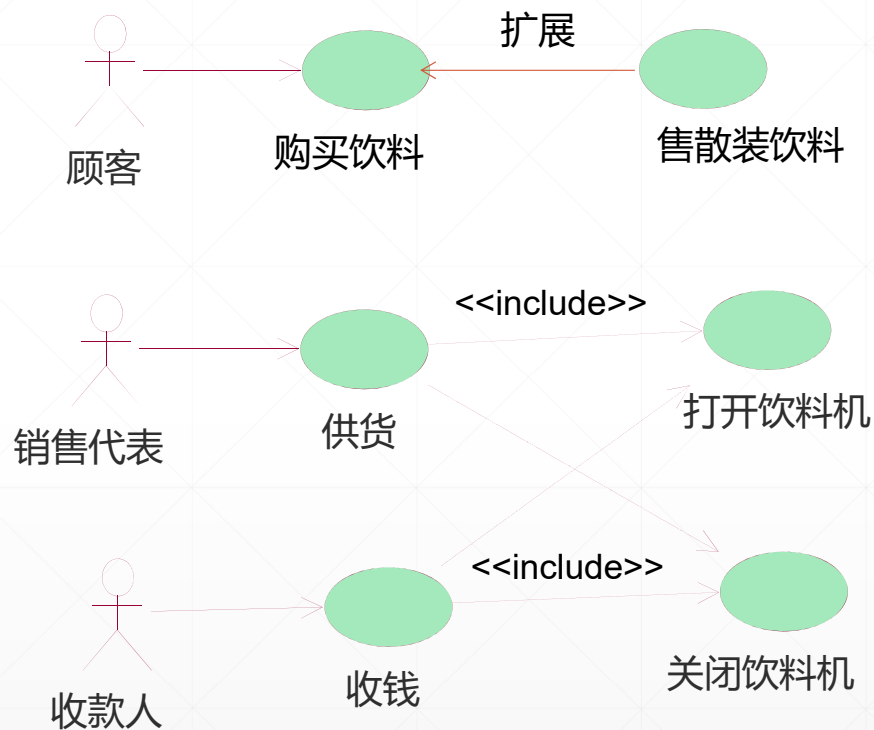 扩展
顾客
购买饮料
售散装饮料
<<include>>
销售代表
供货
打开饮料机
<<include>>
收款人
收钱
关闭饮料机